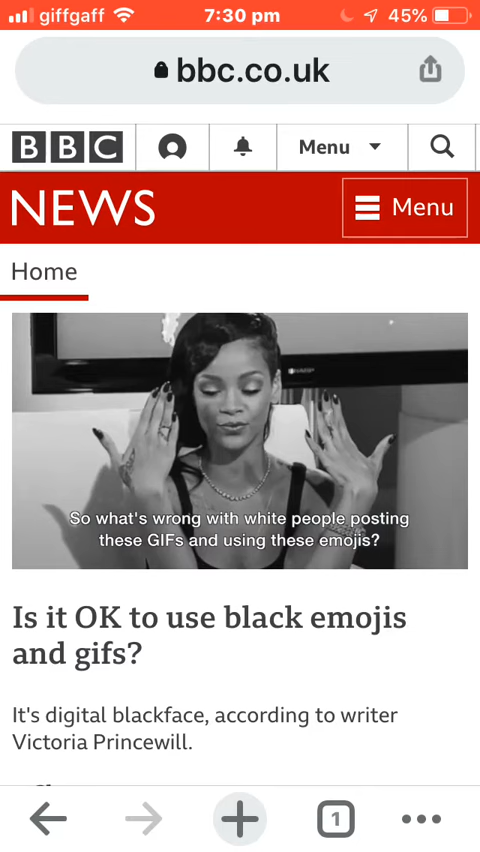 giffgaff 7:30 pm 45%
bbc.co.uk
BBC Menu
NEWS Menu
Home
SHARP
So what's wrong with white people posting
these GIFs and using these emojis?
Is it OK to use black emojis
and gifs?
It's digital blackface, according to writer
Victoria Princewill.
1